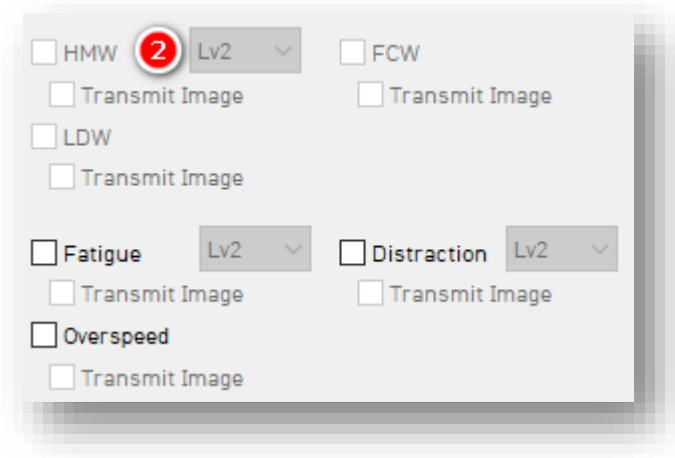 HMW 2 Lv2 FCW
Transmit Image Transmit Image
LDW
Transmit Image
Fatigue Lv2 Distraction Lv2
Transmit Image Transmit Image
Overspeed
Transmit Image